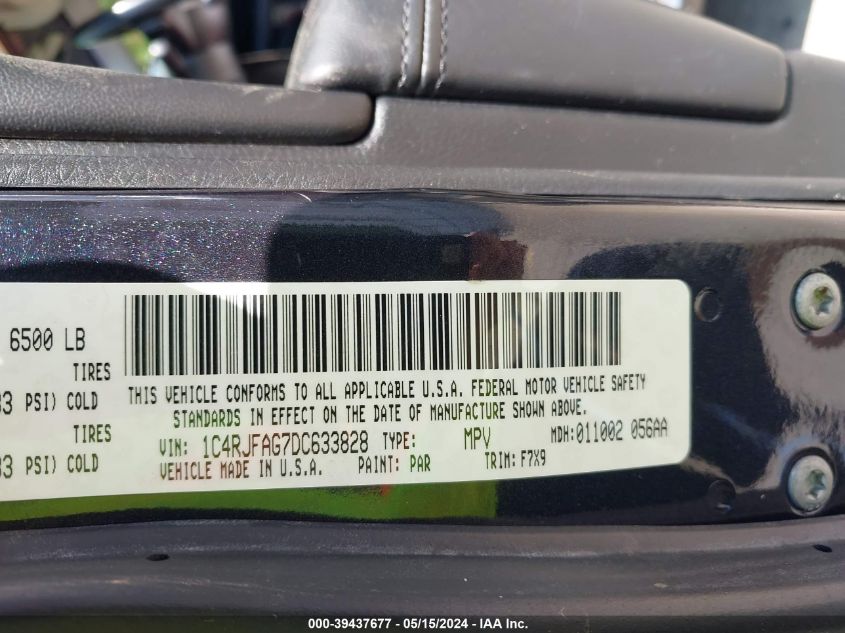 6500 LB
TIRES
33 PSI) COLD
TIRES
33 PSI) COLD
THIS VEHICLE CONFORMS TO ALL APPLICABLE U.S.A. FEDERAL MOTOR VEHICLE SAFETY
STANDARDS IN EFFECT ON THE DATE OF MANUFACTURE SHOWN ABOVE.
VIN: 1C4RJFAG7DC633828 TYPE: MPV MDH:011002 056AA
VEHICLE MADE IN U.S.A. PAINT: PAR TRIM: F7X9
000-39437677 - 05/15/2024 - IAA Inc.